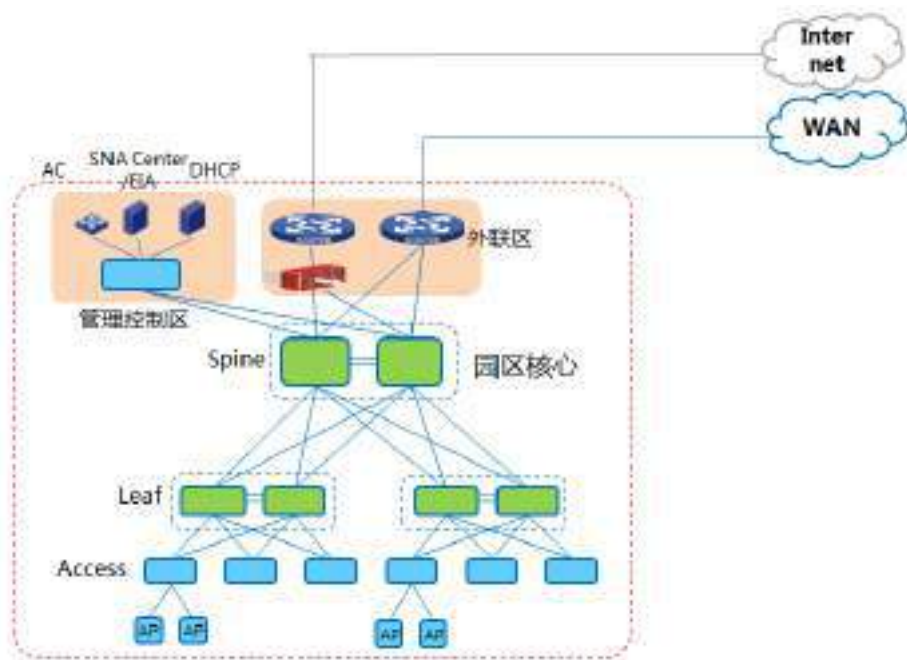 Inter
net
WAN
AC
SNA Center
/EIA
DHCP
外联区
管理控制区
Spine
园区核心
Leaf
Access
AP
AP
AP
AP